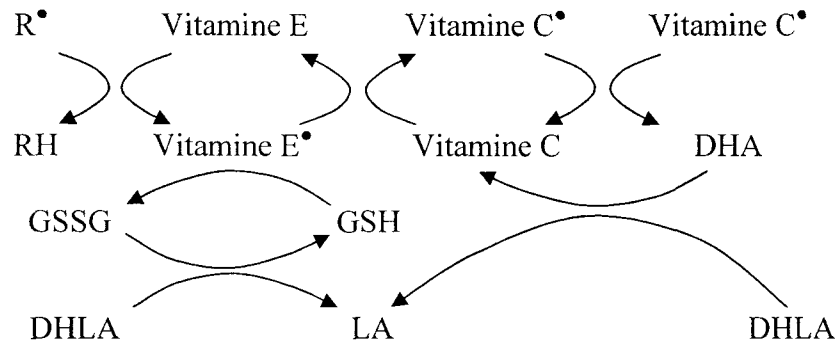 R• Vitamine E Vitamine C• Vitamine C•
RH Vitamine E• Vitamine C DHA
GSSG GSH
DHLA LA DHLA